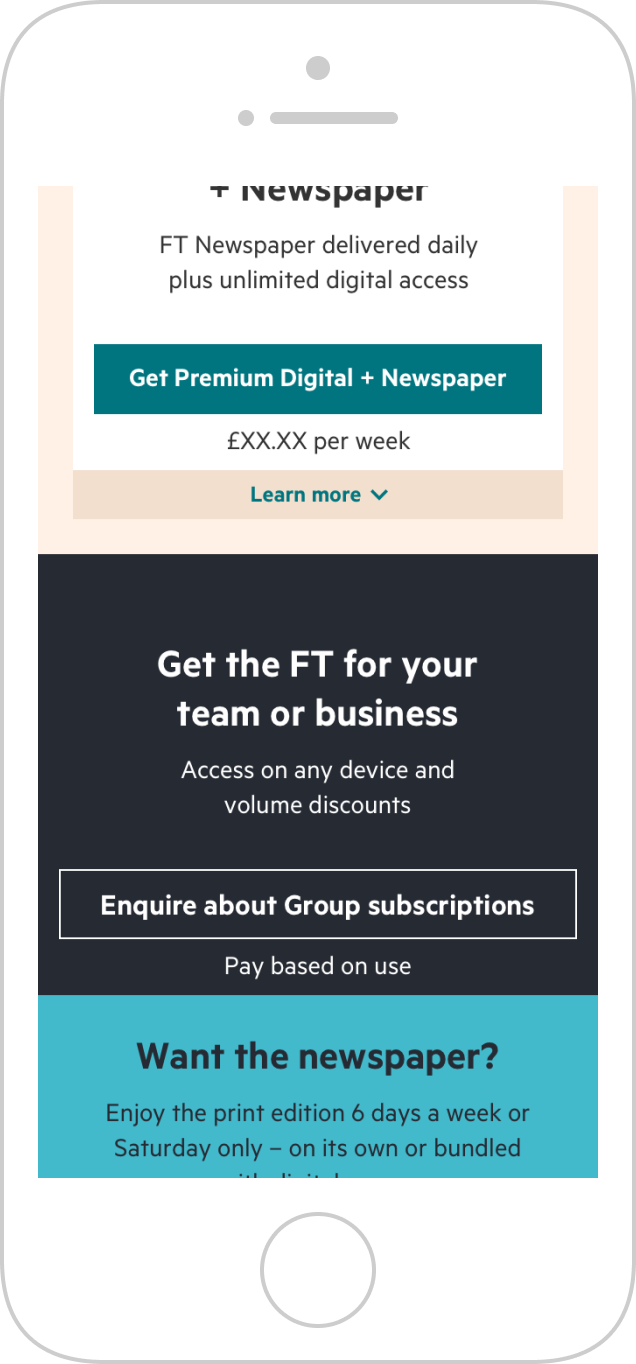 + Newspaper
FT Newspaper delivered daily
plus unlimited digital access
Get Premium Digital + Newspaper
£XX.XX per week
Learn more
Get the FT for your
team or business
Access on any device and
volume discounts
Enquire about Group subscriptions
Pay based on use
Want the newspaper?
Enjoy the print edition 6 days a week or
Saturday only – on its own or bundled